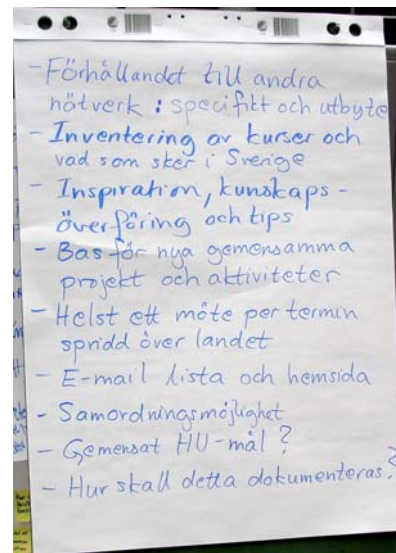 - Förhållandet till andra
nätverk : specifikt och utbyte
- Inventering av kurser och
vad som sker i Sverige
- Inspiration, kunskaps-
överföring och tips
- Bas för nya gemensamma
projekt och aktiviteter
- Helst ett möte per termin
spridd över landet
- E-mail lista och hemsida
- Samordningsmöjlighet
- Gemensat HU-mål ?
- Hur skall detta dokumenteras?